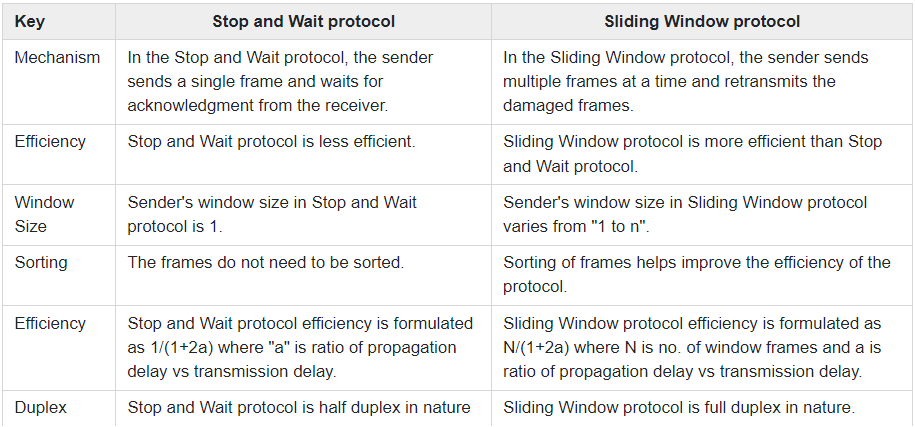 Key Stop and Wait protocol Sliding Window protocol
Mechanism In the Stop and Wait protocol, the sender
sends a single frame and waits for
acknowledgment from the receiver.
In the Sliding Window protocol, the sender sends
multiple frames at a time and retransmits the
damaged frames.
Efficiency Stop and Wait protocol is less efficient.
Sliding Window protocol is more efficient than Stop
and Wait protocol.
Window
Size
Sender's window size in Stop and Wait
protocol is 1.
Sender's window size in Sliding Window protocol
varies from "1 to n".
Sorting The frames do not need to be sorted.
Sorting of frames helps improve the efficiency of the
protocol.
Efficiency Stop and Wait protocol efficiency is formulated
as 1/(1+2a) where "a" is ratio of propagation
delay vs transmission delay.
Sliding Window protocol efficiency is formulated as
N/(1+2a) where N is no. of window frames and a is
ratio of propagation delay vs transmission delay.
Duplex Stop and Wait protocol is half duplex in nature
Sliding Window protocol is full duplex in nature.